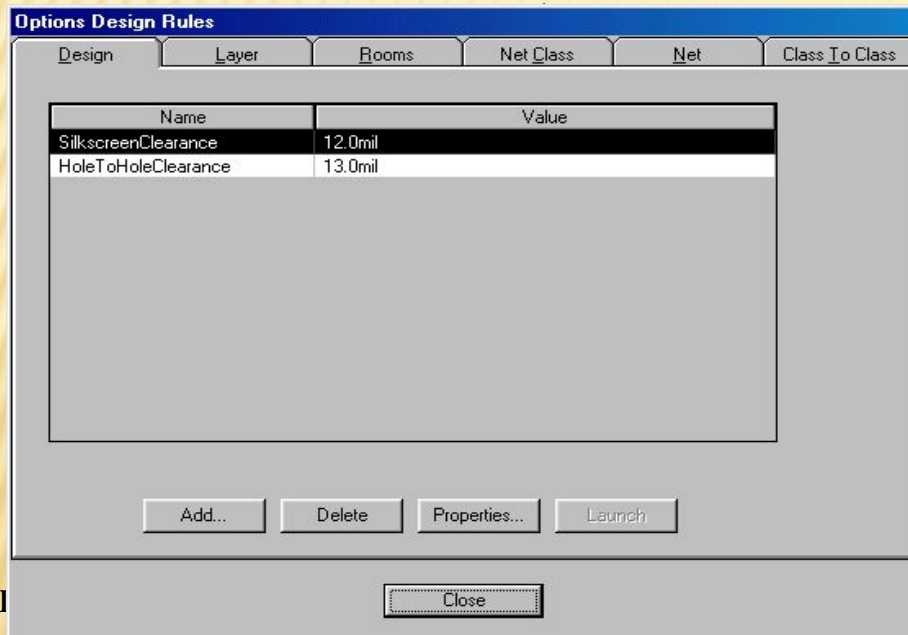 Options Design Rules
Design Layer Rooms Net Class Net Class To Class
Name Value
SilkscreenClearance 12.0mil
HoleToHoleClearance 13.0mil
Add... Delete Properties... Launch
Close